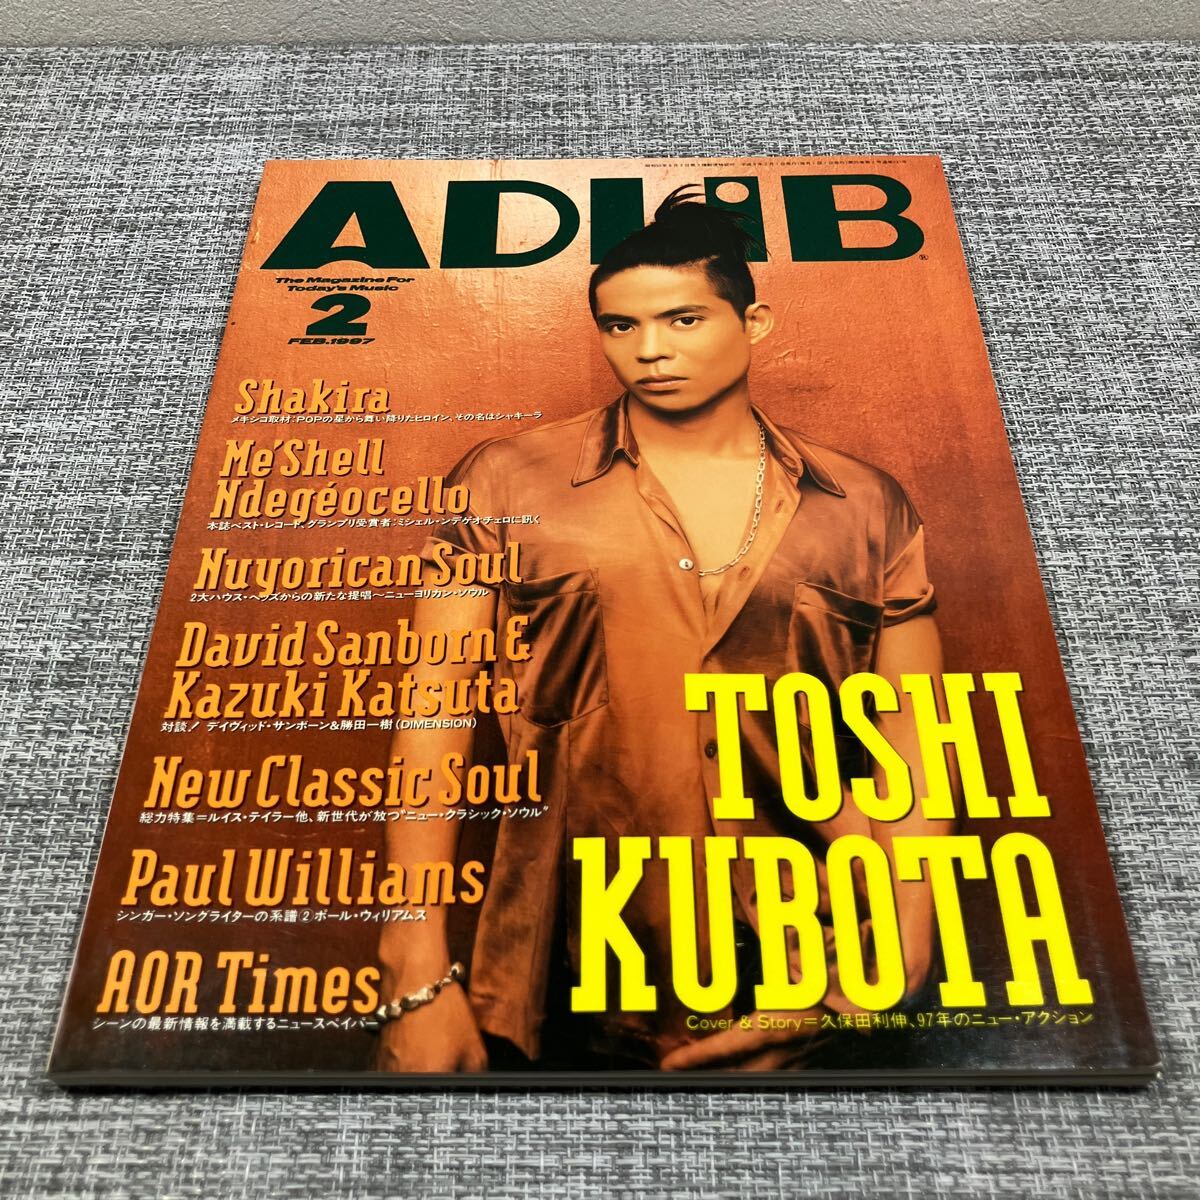 ADLiB
The Magazine For
Today's Music
2
FEB.1997
Shakira
メキシコ取材:POPの星から舞い降りたヒロイン、その名はシャキーラ
Me'Shell
Ndegéocello
本誌ベスト・レコード、グランプリ受賞者:ミシェル・ンデゲオチェロに訊く
Nuyorican Soul
2大ハウス・ヘッズからの新たな提唱〜ニューヨリカン・ソウル
David Sanborn &
Kazuki Katsuta
対談! デイヴィッド・サンボーン&勝田一樹(DIMENSION)
New Classic Soul
総力特集=ルイス・テイラー他、新世代が放つ"ニュー・クラシック・ソウル"
Paul Williams
シンガー・ソングライターの系譜②ポール・ウィリアムス
AOR Times
シーンの最新情報を満載するニュースペイパー
TOSHI
KUBOTA
Cover & Story=久保田利伸、97年のニュー・アクション